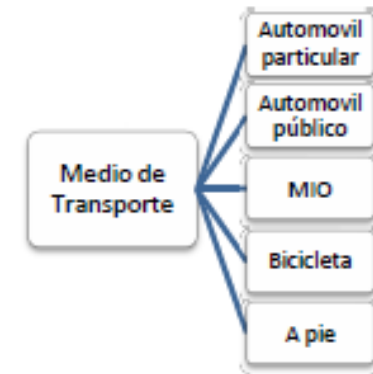 Automovil
particular
Automovil
público
Medio de
Transporte
MIO
Bicicleta
A pie